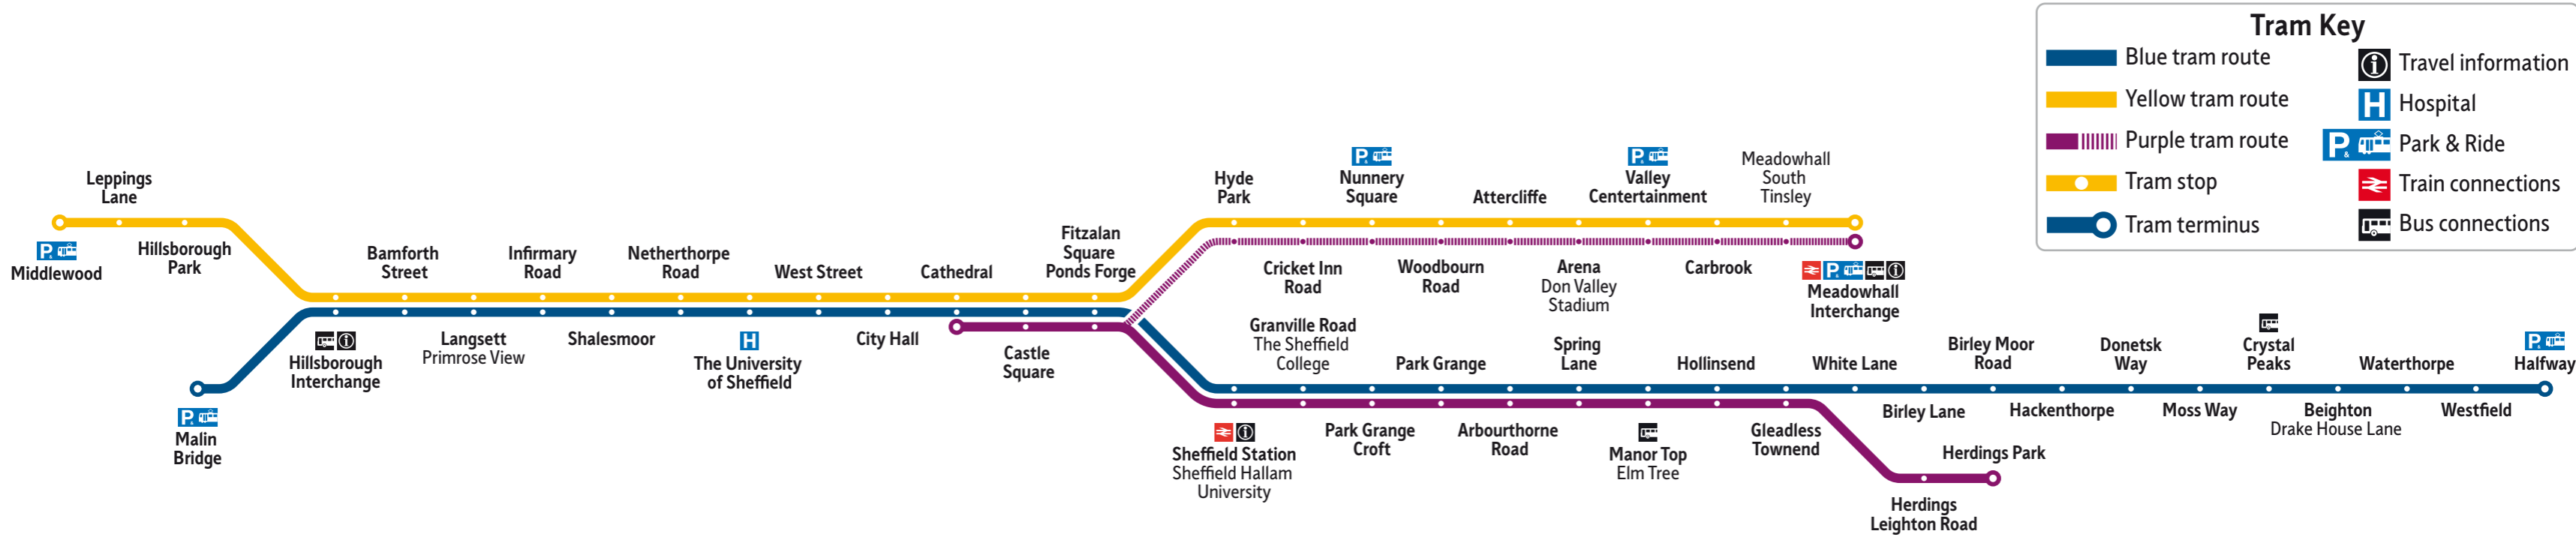 Tram Key
Blue tram route
Yellow tram route
Purple tram route
Tram stop
Tram terminus
i Travel information
H Hospital
P & Park & Ride
Train connections
Bus connections
Leppings
Lane
P &
Middlewood
Hillsborough
Park
P &
Malin
Bridge
i
Hillsborough
Interchange
Bamforth
Street
Langsett
Primrose View
Infirmary
Road
Shalesmoor
Netherthorpe
Road
H
The University
of Sheffield
West Street
City Hall
Cathedral
Castle
Square
Fitzalan
Square
Ponds Forge
Hyde
Park
Cricket Inn
Road
P &
Nunnery
Square
Woodbourn
Road
Attercliffe
Arena
Don Valley
Stadium
P &
Valley
Centertainment
Carbrook
Meadowhall
South
Tinsley
P & i
Meadowhall
Interchange
i
Sheffield Station
Sheffield Hallam
University
Granville Road
The Sheffield
College
Park Grange
Croft
Park Grange
Arbourthorne
Road
Spring
Lane
Manor Top
Elm Tree
Hollinsend
Gleadless
Townend
White Lane
Birley Lane
Birley Moor
Road
Hackenthorpe
Donetsk
Way
Moss Way
Crystal
Peaks
Beighton
Drake House Lane
Waterthorpe
Westfield
P &
Halfway
Herdings
Leighton Road
Herdings Park